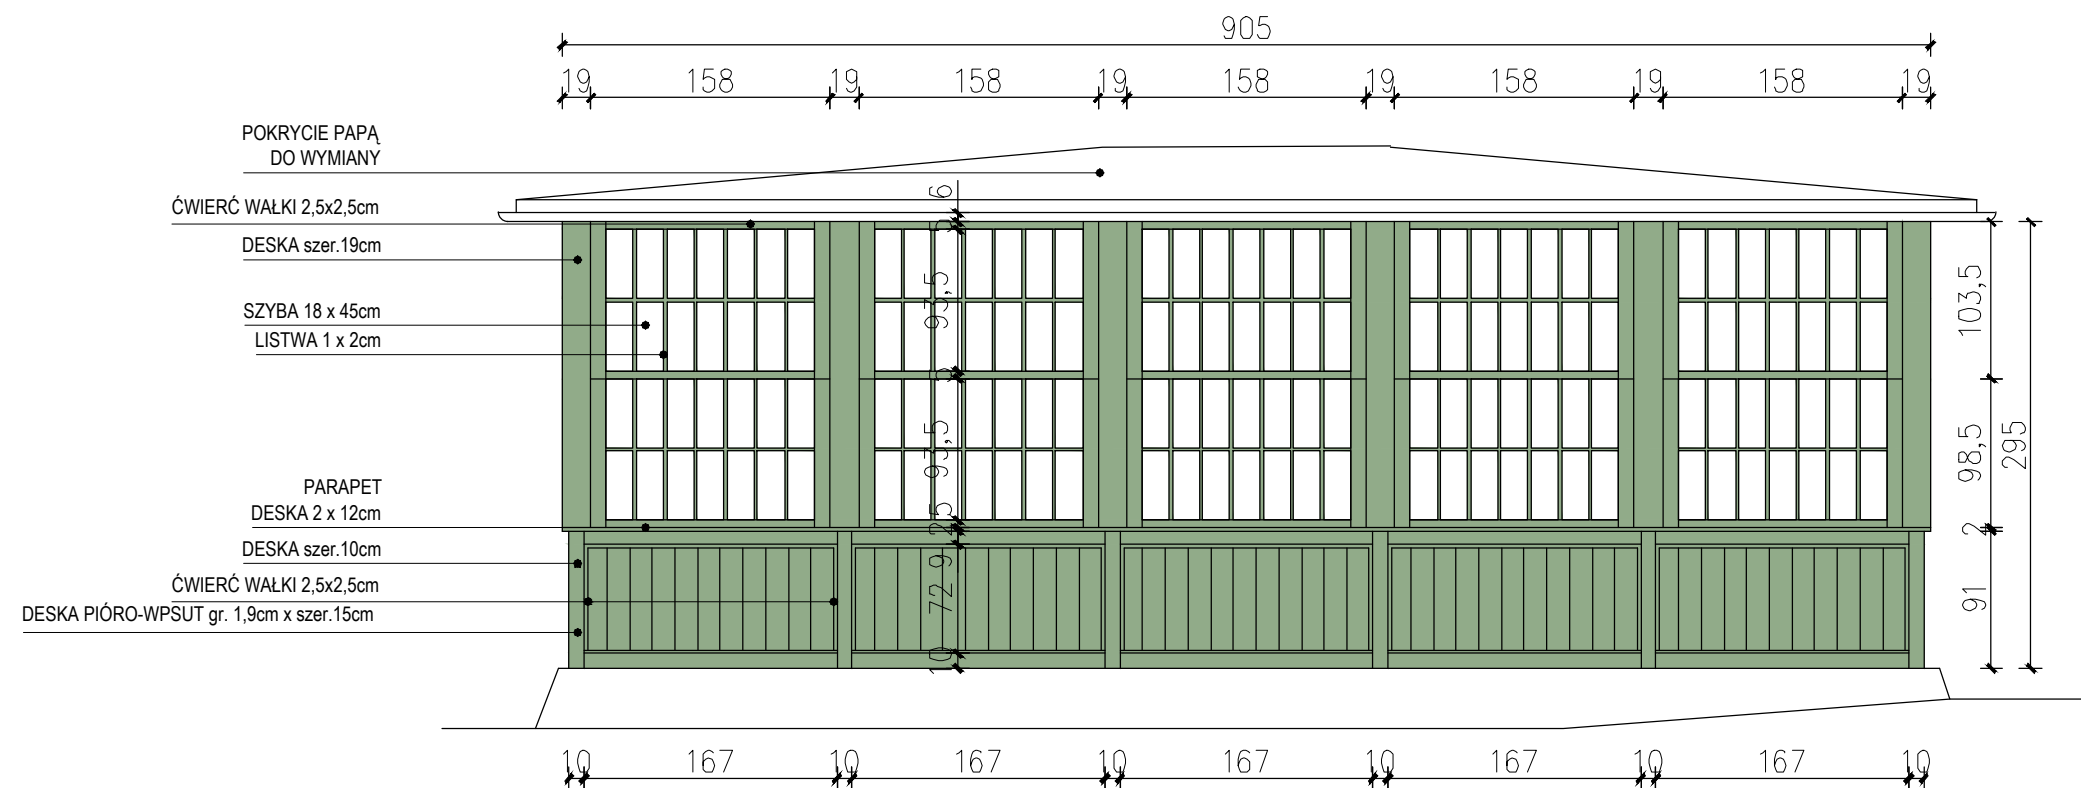 905
19 158 19 158 19 158 19 158 19 158 19
POKRYCIE PAPĄ
DO WYMIANY
ĆWIERĆ WAŁKI 2,5x2,5cm
DESKA szer.19cm
SZYBA 18 x 45cm
LISTWA 1 x 2cm
PARAPET
DESKA 2 x 12cm
DESKA szer.10cm
ĆWIERĆ WAŁKI 2,5x2,5cm
DESKA PIÓRO-WPSUT gr. 1,9cm x szer.15cm
6
5
93,5
5
93,5
5
2
9
72
10
103,5
98,5
2
91
295
10 167 10 167 10 167 10 167 10 167 10